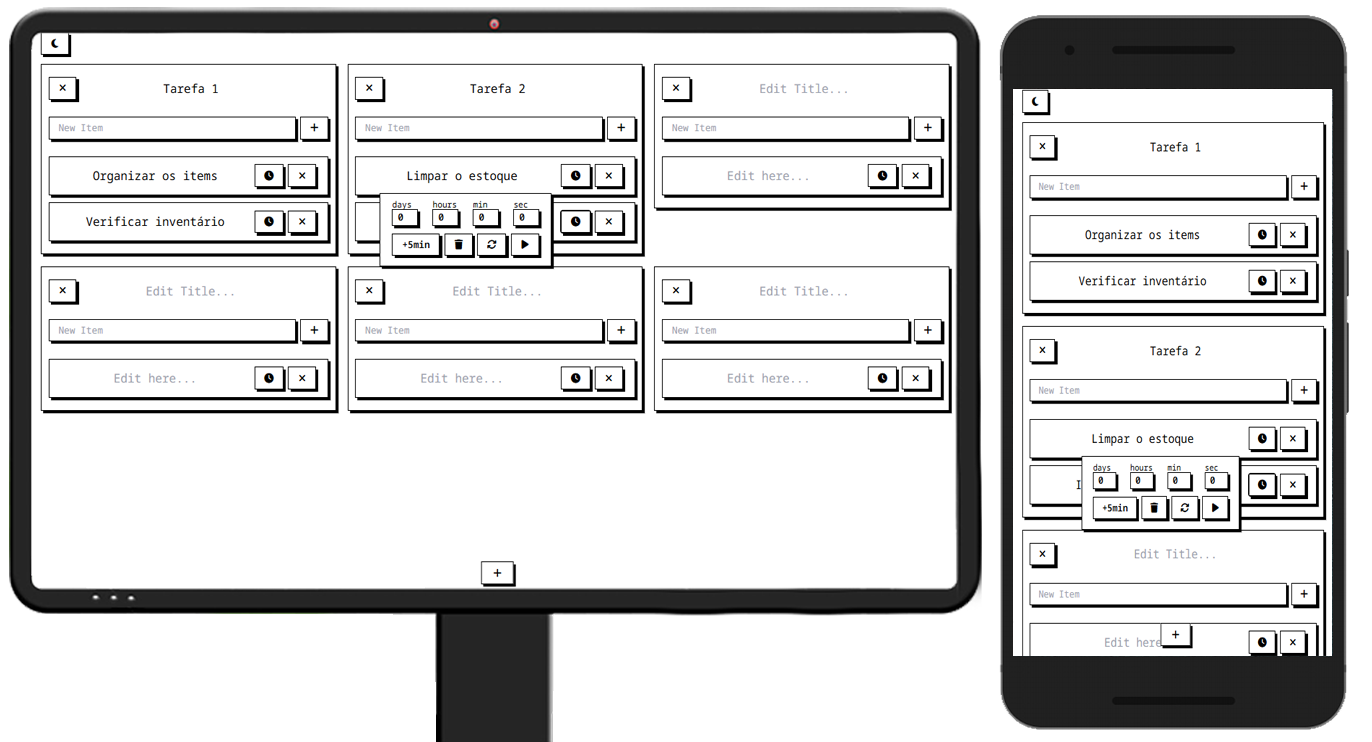 Tarefa 1
New Item
+
Organizar os items
Verificar inventário
Tarefa 2
New Item
+
Limpar o estoque
days hours min sec
0 0 0 0
+5min
Edit Title...
New Item
+
Edit here...
Edit Title...
New Item
+
Edit here...
Edit Title...
New Item
+
Edit here...
Edit Title...
New Item
+
Edit here...
+
Tarefa 1
New Item
+
Organizar os items
Verificar inventário
Tarefa 2
New Item
+
Limpar o estoque
days hours min sec
0 0 0 0
+5min
Edit Title...
New Item
+
Edit here
+